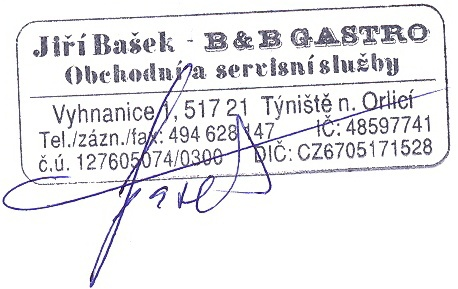 Jiří Bašek - B & B GASTRO
Obchodní a servisní služby
Vyhnanice 1, 517 21 Týniště n. Orlicí
Tel./zázn./fax: 494 628 147 IČ: 48597741
č.ú. 127605074/0300 DIČ: CZ6705171528